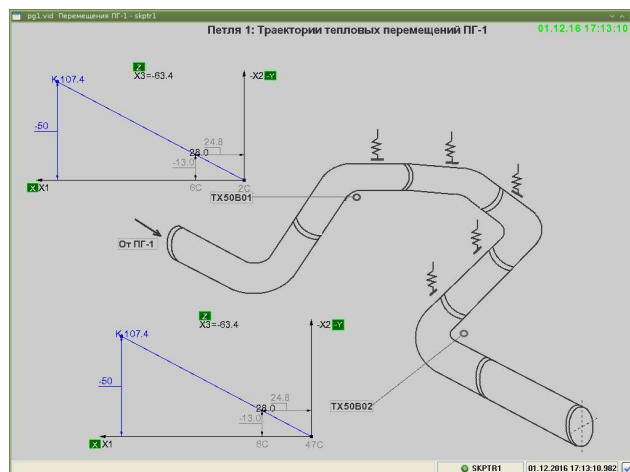 pg1.vid Перемещения ПГ-1 - skptr1
Петля 1: Траектории тепловых перемещений ПГ-1
01.12.16 17:13:10
Z
X3=-63.4
-X2 -Y
K 107.4
-50
24.8
28.0
-13.0
X X1
6C
2C
TX50B01
От ПГ-1
Z
X3=-63.4
-X2 -Y
K 107.4
-50
24.8
28.0
-13.0
X X1
6C
47C
TX50B02
SKPTR1
01.12.2016 17:13:10.982